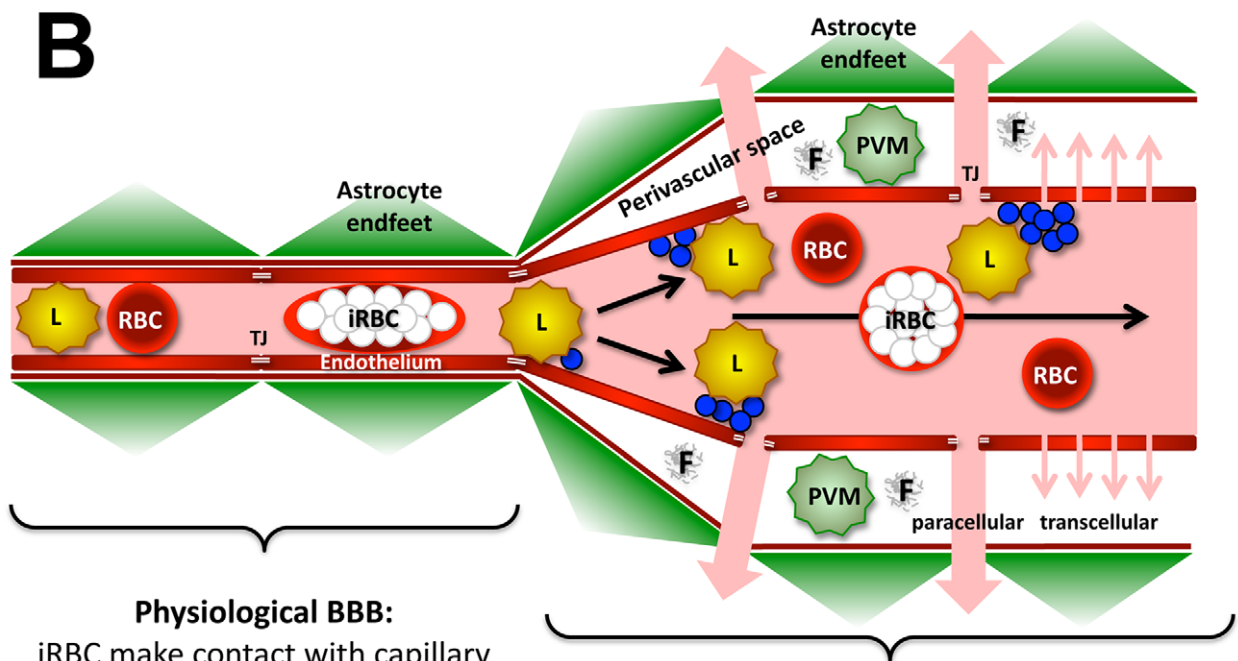 B
Astrocyte
endfeet
Perivascular space
F
PVM
F
TJ
Astrocyte
endfeet
L
RBC
L
L
RBC
iRBC
L
iRBC
TJ
Endothelium
L
RBC
F
PVM
F
paracellular
transcellular
Physiological BBB:
iRBC make contact with capillary